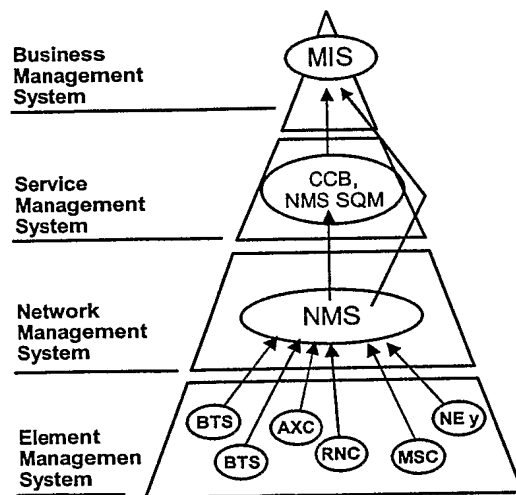 Business
Management
System
MIS
Service
Management
System
CCB,
NMS SQM
Network
Management
System
NMS
Element
Managemen
System
BTS
BTS
AXC
RNC
MSC
NE y